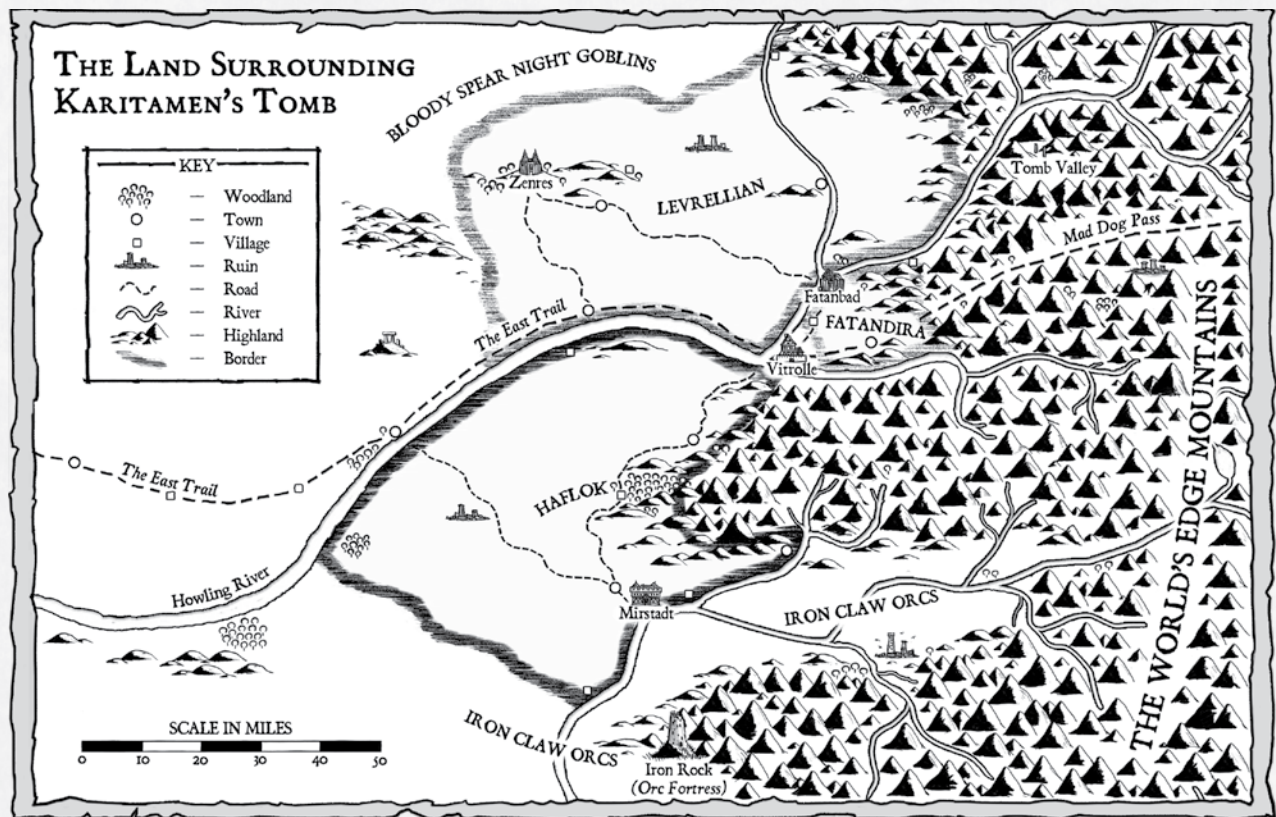 THE LAND SURROUNDING
KARITAMEN'S TOMB
KEY
Woodland
Town
Village
Ruin
Road
River
Highland
Border
BLOODY SPEAR NIGHT GOBLINS
Zenres
LEVRELLIAN
Tomb Valley
Mad Dog Pass
Fatanbad
FATANDIRA
The East Trail
Vitrolle
THE WORLD'S EDGE MOUNTAINS
The East Trail
HAFLOK
Howling River
Mirstadt
IRON CLAW ORCS
IRON CLAW ORCS
Iron Rock
(Orc Fortress)
SCALE IN MILES
0 10 20 30 40 50